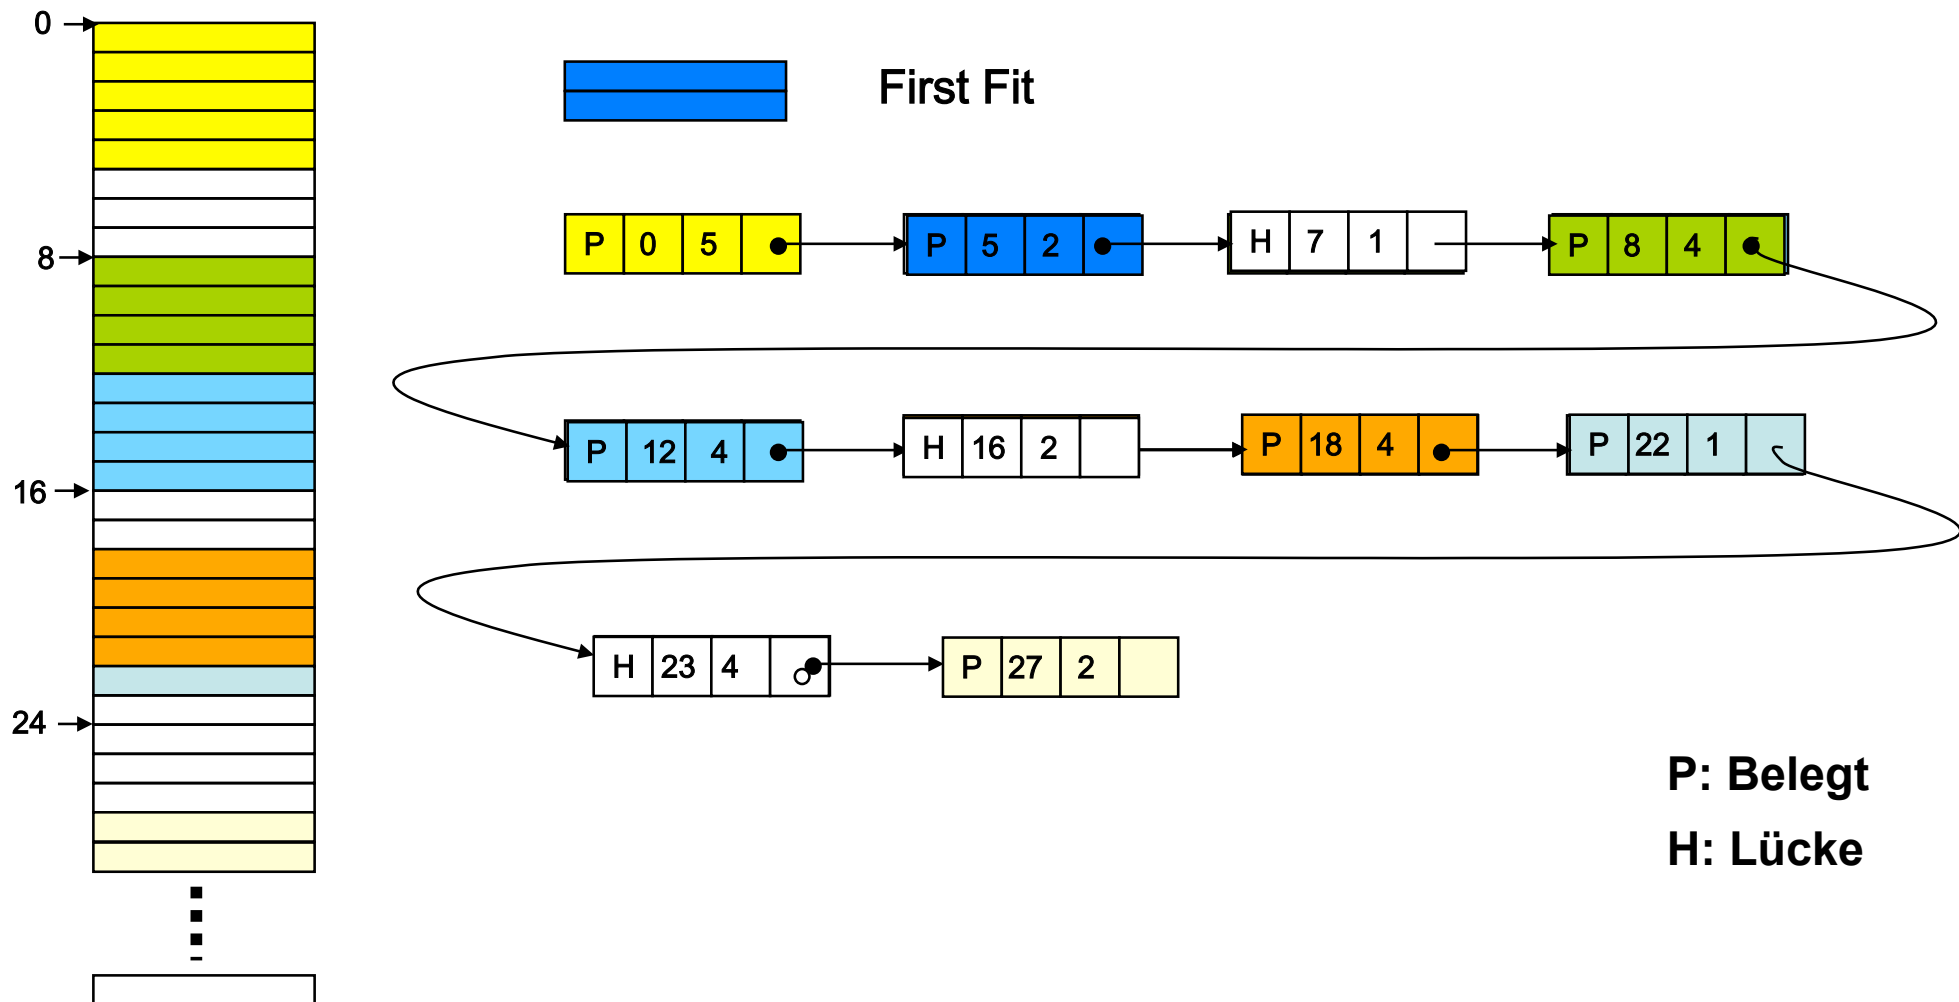 0
First Fit
P 0 5
P 5 2
H 7 1
P 8 4
8
P 12 4
H 16 2
P 18 4
P 22 1
16
H 23 4
P 27 2
24
P: Belegt
H: Lücke